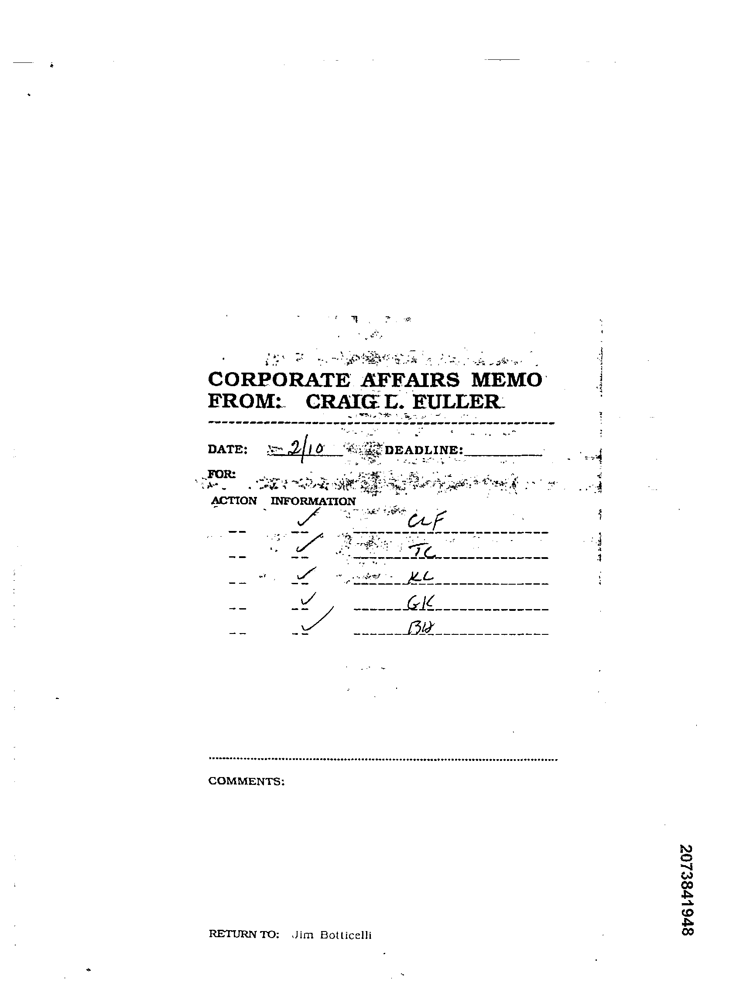 CORPORATE AFFAIRS MEMO
FROM: CRAIG L. FULLER
DATE: 2/10 DEADLINE:
FOR:
ACTION INFORMATION
✓ CLF
✓ TC
✓ KL
✓ GK
✓
COMMENTS:
RETURN TO: Jim Botticelli
2073841948